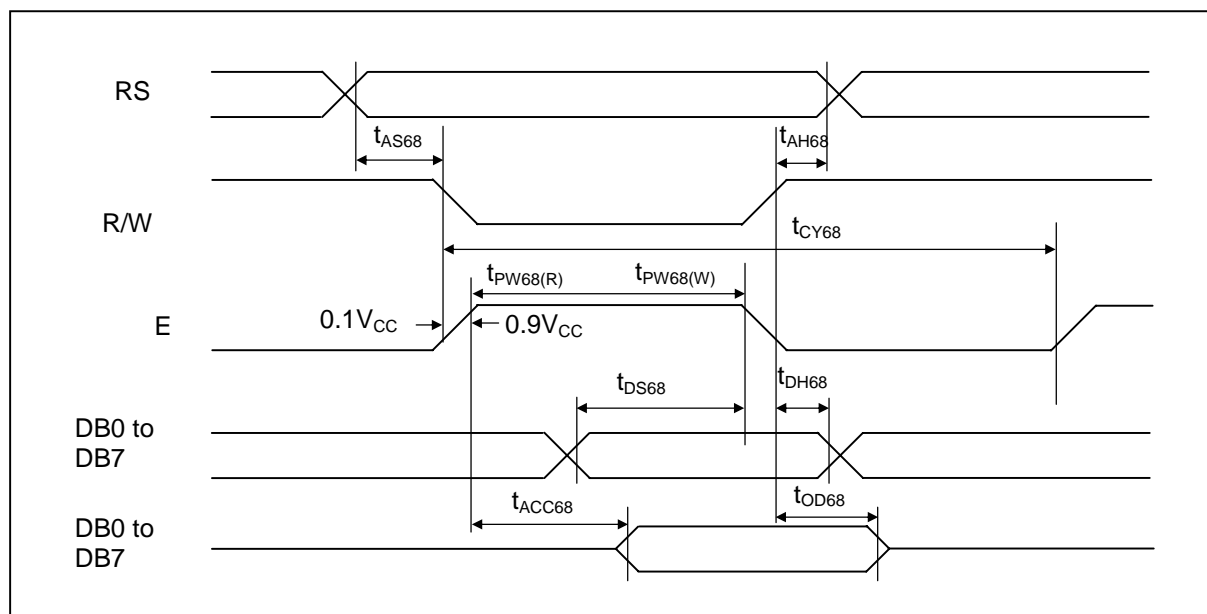 RS
tAS68
tAH68
R/W
tCY68
tPW68(R)
tPW68(W)
E
0.1VCC
0.9VCC
tDS68
tDH68
DB0 to
DB7
tACC68
tOD68
DB0 to
DB7